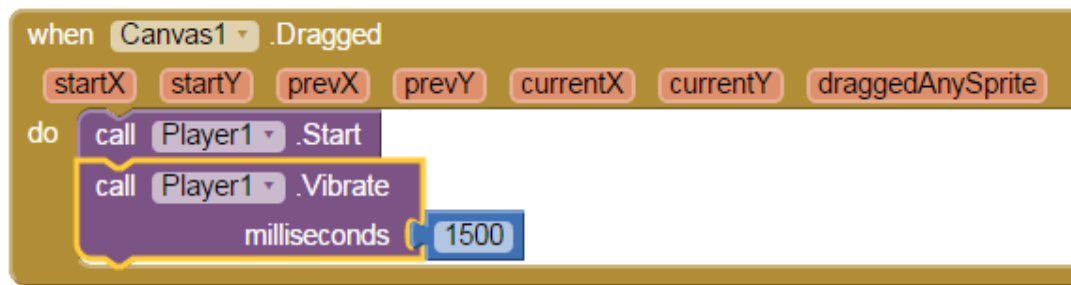 when Canvas1 .Dragged
startX startY prevX prevY currentX currentY draggedAnySprite
do call Player1 .Start
call Player1 .Vibrate
milliseconds 1500